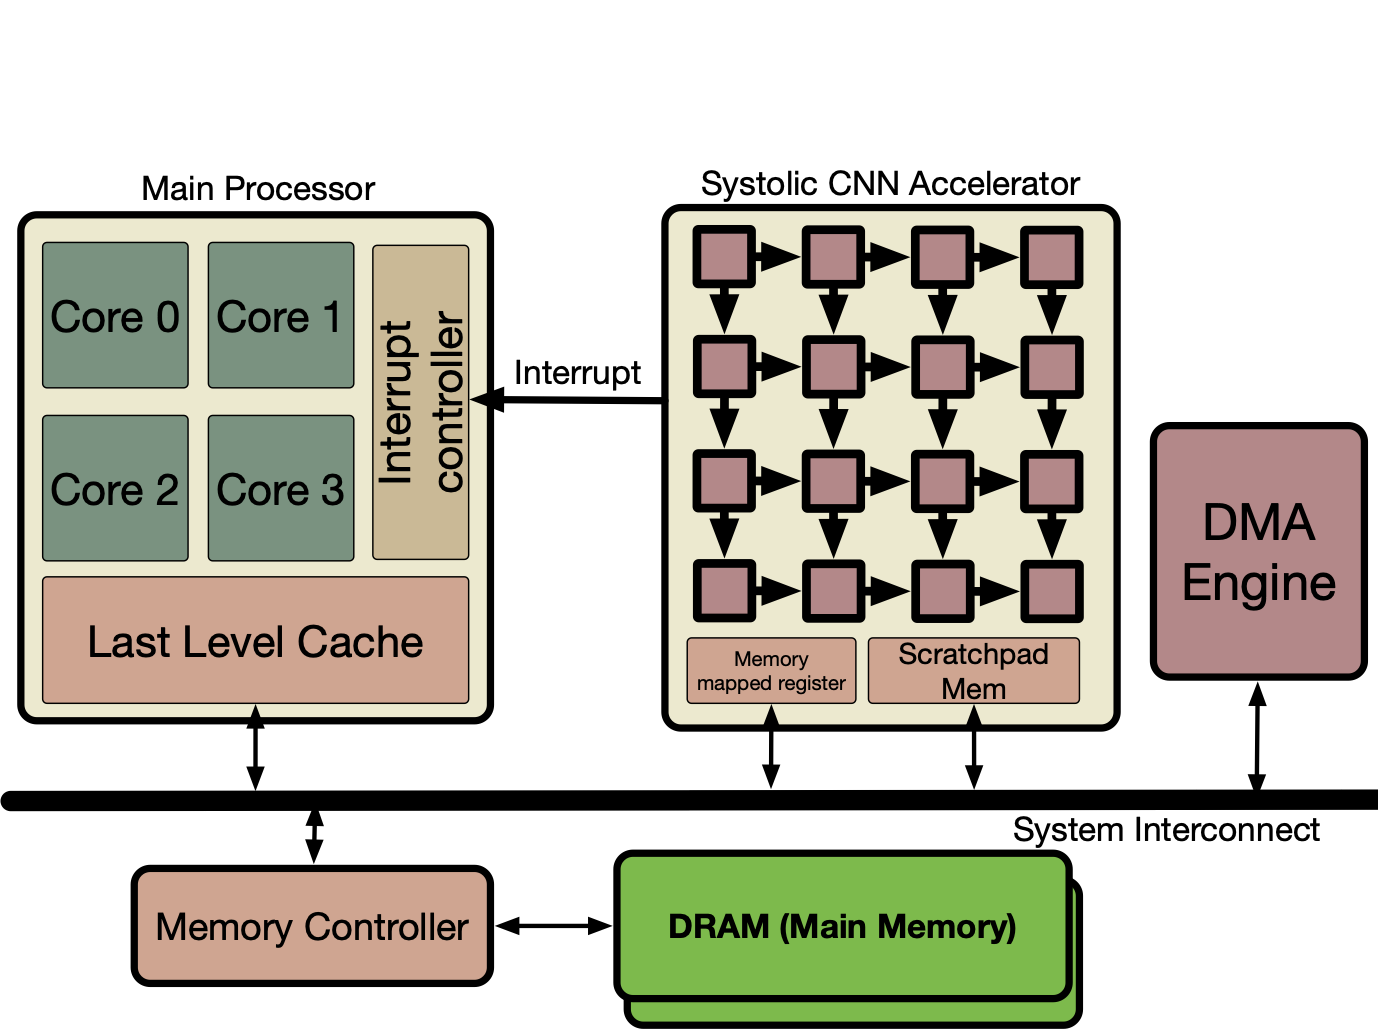 Main Processor
Systolic CNN Accelerator
Core 0
Core 1
Interrupt
controller
Core 2
Core 3
Last Level Cache
Interrupt
Memory
mapped register
Scratchpad
Mem
DMA
Engine
System Interconnect
Memory Controller
DRAM (Main Memory)